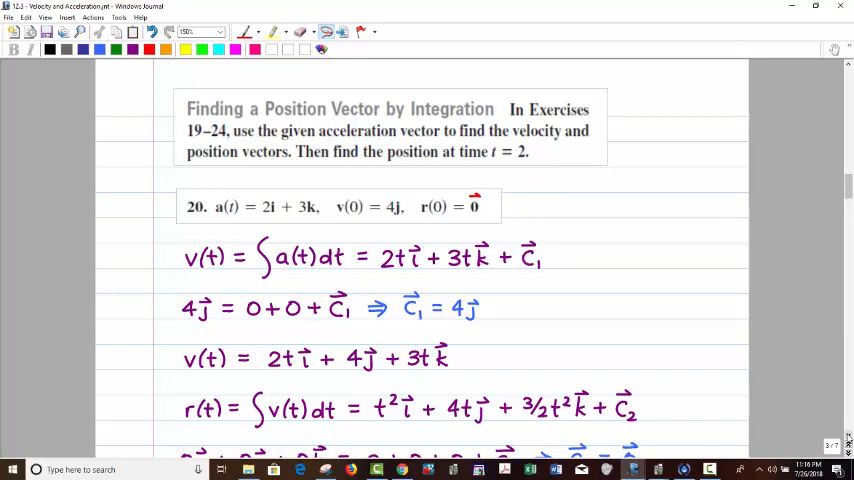 12.3 - Velocity and Acceleration.jnt - Windows Journal
File Edit View Insert Actions Tools Help
150%
B I
Finding a Position Vector by Integration In Exercises
19–24, use the given acceleration vector to find the velocity and
position vectors. Then find the position at time t = 2.
20. a(t) = 2i + 3k, v(0) = 4j, r(0) = 0⃗
v(t) = ∫ a(t)dt = 2t i⃗ + 3t k⃗ + C⃗₁
4j⃗ = 0 + 0 + C⃗₁ ⇒ C⃗₁ = 4j⃗
v(t) = 2t i⃗ + 4j⃗ + 3t k⃗
r(t) = ∫ v(t)dt = t² i⃗ + 4t j⃗ + 3/2 t² k⃗ + C⃗₂
3 / 7
Type here to search
11:16 PM
7/26/2018